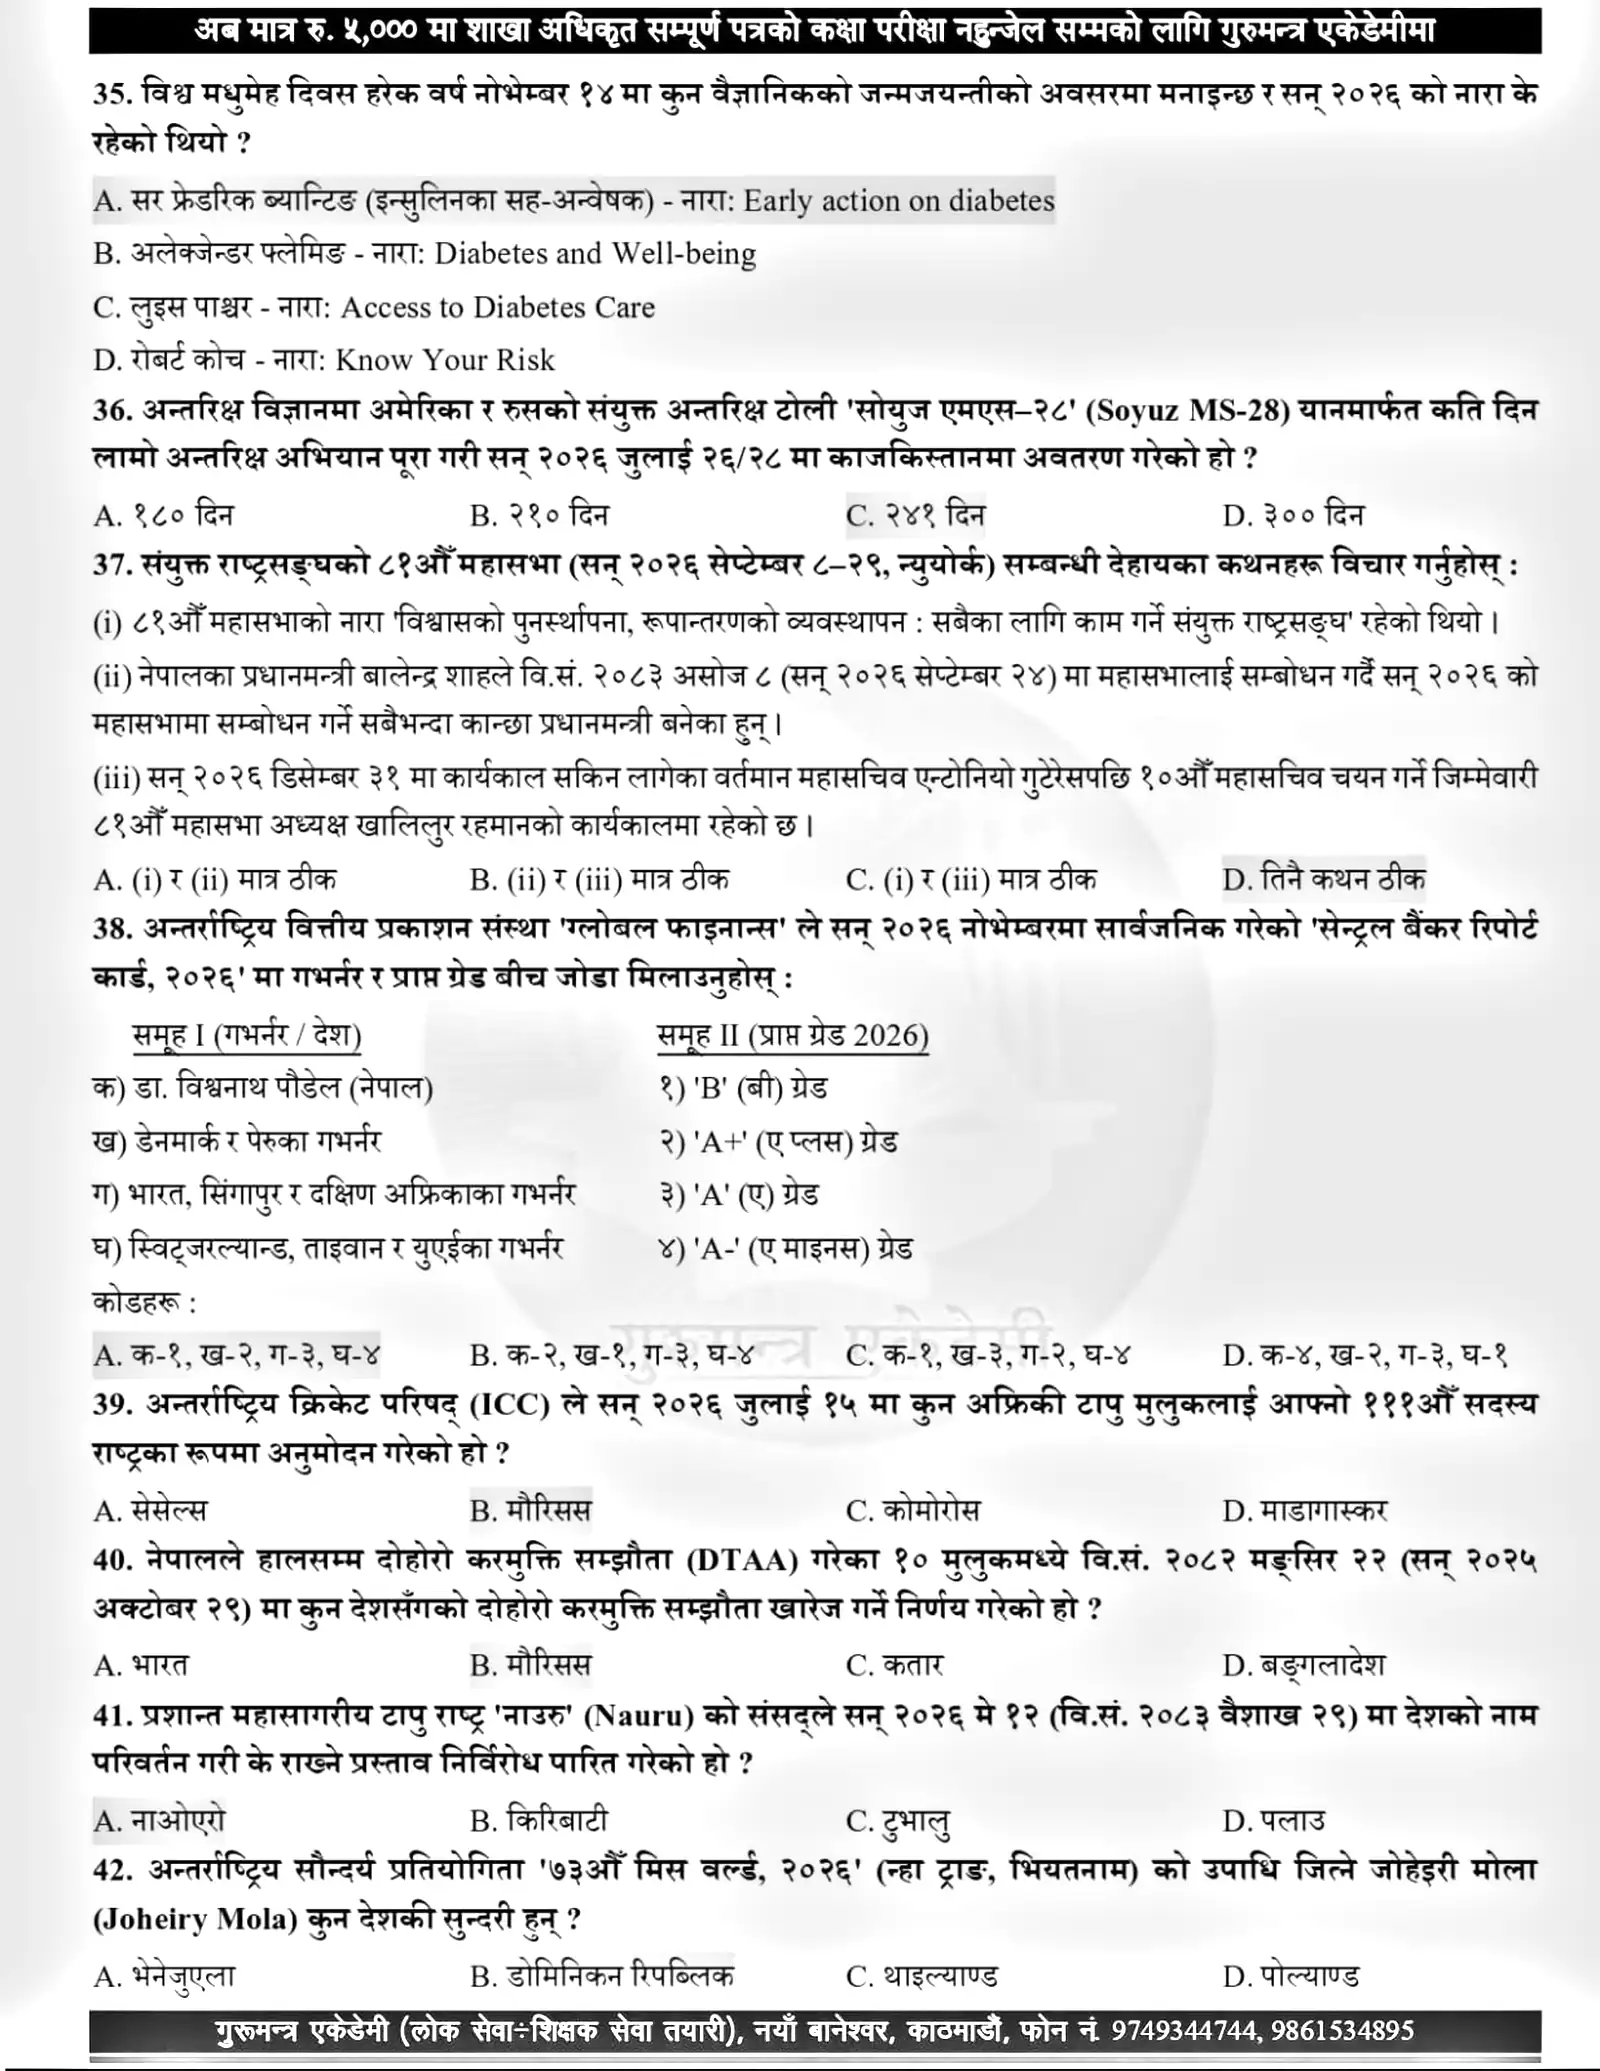 अब मात्र रु. ५,००० मा शाखा अधिकृत सम्पूर्ण पत्रको कक्षा परीक्षा नहुन्जेल सम्मको लागि गुरुमन्त्र एकेडेमीमा
35. विश्व मधुमेह दिवस हरेक वर्ष नोभेम्बर १४ मा कुन वैज्ञानिकको जन्मजयन्तीको अवसरमा मनाइन्छ र सन् २०२६ को नारा के
रहेको थियो ?
A. सर फ्रेडरिक ब्यान्टिङ (इन्सुलिनका सह-अन्वेषक) - नारा: Early action on diabetes
B. अलेक्जेन्डर फ्लेमिङ - नारा: Diabetes and Well-being
C. लुइस पाश्चर - नारा: Access to Diabetes Care
D. रोबर्ट कोच - नारा: Know Your Risk
36. अन्तरिक्ष विज्ञानमा अमेरिका र रुसको संयुक्त अन्तरिक्ष टोली 'सोयुज एमएस–२८' (Soyuz MS-28) यानमार्फत कति दिन
लामो अन्तरिक्ष अभियान पूरा गरी सन् २०२६ जुलाई २६/२८ मा काजकिस्तानमा अवतरण गरेको हो ?
A. १८० दिन B. २१० दिन C. २४१ दिन D. ३०० दिन
37. संयुक्त राष्ट्रसङ्घको ८१औँ महासभा (सन् २०२६ सेप्टेम्बर ८–२९, न्युयोर्क) सम्बन्धी देहायका कथनहरू विचार गर्नुहोस् :
(i) ८१औँ महासभाको नारा 'विश्वासको पुनर्स्थापना, रूपान्तरणको व्यवस्थापन : सबैका लागि काम गर्ने संयुक्त राष्ट्रसङ्घ' रहेको थियो ।
(ii) नेपालका प्रधानमन्त्री बालेन्द्र शाहले वि.सं. २०८३ असोज ८ (सन् २०२६ सेप्टेम्बर २४) मा महासभालाई सम्बोधन गर्दै सन् २०२६ को
महासभामा सम्बोधन गर्ने सबैभन्दा कान्छा प्रधानमन्त्री बनेका हुन् ।
(iii) सन् २०२६ डिसेम्बर ३१ मा कार्यकाल सकिन लागेका वर्तमान महासचिव एन्टोनियो गुटेरेसपछि १०औँ महासचिव चयन गर्ने जिम्मेवारी
८१औँ महासभा अध्यक्ष खालिलुर रहमानको कार्यकालमा रहेको छ ।
A. (i) र (ii) मात्र ठीक B. (ii) र (iii) मात्र ठीक C. (i) र (iii) मात्र ठीक D. तिनै कथन ठीक
38. अन्तर्राष्ट्रिय वित्तीय प्रकाशन संस्था 'ग्लोबल फाइनान्स' ले सन् २०२६ नोभेम्बरमा सार्वजनिक गरेको 'सेन्ट्रल बैंकर रिपोर्ट
कार्ड, २०२६' मा गभर्नर र प्राप्त ग्रेड बीच जोडा मिलाउनुहोस् :
समूह I (गभर्नर / देश) समूह II (प्राप्त ग्रेड 2026)
क) डा. विश्वनाथ पौडेल (नेपाल) १) 'B' (बी) ग्रेड
ख) डेनमार्क र पेरुका गभर्नर २) 'A+' (ए प्लस) ग्रेड
ग) भारत, सिंगापुर र दक्षिण अफ्रिकाका गभर्नर ३) 'A' (ए) ग्रेड
घ) स्विट्जरल्यान्ड, ताइवान र युएईका गभर्नर ४) 'A-' (ए माइनस) ग्रेड
कोडहरू :
गुरुमन्त्र एकेडेमी
A. क-१, ख-२, ग-३, घ-४ B. क-२, ख-१, ग-३, घ-४ C. क-१, ख-३, ग-२, घ-४ D. क-४, ख-२, ग-३, घ-१
39. अन्तर्राष्ट्रिय क्रिकेट परिषद् (ICC) ले सन् २०२६ जुलाई १५ मा कुन अफ्रिकी टापु मुलुकलाई आफ्नो १११औँ सदस्य
राष्ट्रका रूपमा अनुमोदन गरेको हो ?
A. सेसेल्स B. मौरिसस C. कोमोरोस D. माडागास्कर
40. नेपालले हालसम्म दोहोरो करमुक्ति सम्झौता (DTAA) गरेका १० मुलुकमध्ये वि.सं. २०८२ मङ्सिर २२ (सन् २०२५
अक्टोबर २९) मा कुन देशसँगको दोहोरो करमुक्ति सम्झौता खारेज गर्ने निर्णय गरेको हो ?
A. भारत B. मौरिसस C. कतार D. बङ्गलादेश
41. प्रशान्त महासागरीय टापु राष्ट्र 'नाउरु' (Nauru) को संसद्ले सन् २०२६ मे १२ (वि.सं. २०८३ वैशाख २९) मा देशको नाम
परिवर्तन गरी के राख्ने प्रस्ताव निर्विरोध पारित गरेको हो ?
A. नाओएरो B. किरिबाटी C. टुभालु D. पलाउ
42. अन्तर्राष्ट्रिय सौन्दर्य प्रतियोगिता '७३औँ मिस वर्ल्ड, २०२६' (न्हा ट्राङ, भियतनाम) को उपाधि जित्ने जोहेइरी मोला
(Joheiry Mola) कुन देशकी सुन्दरी हुन् ?
A. भेनेजुएला B. डोमिनिकन रिपब्लिक C. थाइल्याण्ड D. पोल्याण्ड
गुरूमन्त्र एकेडेमी (लोक सेवा÷शिक्षक सेवा तयारी), नयाँ बानेश्वर, काठमाडौं, फोन नं. 9749344744, 9861534895